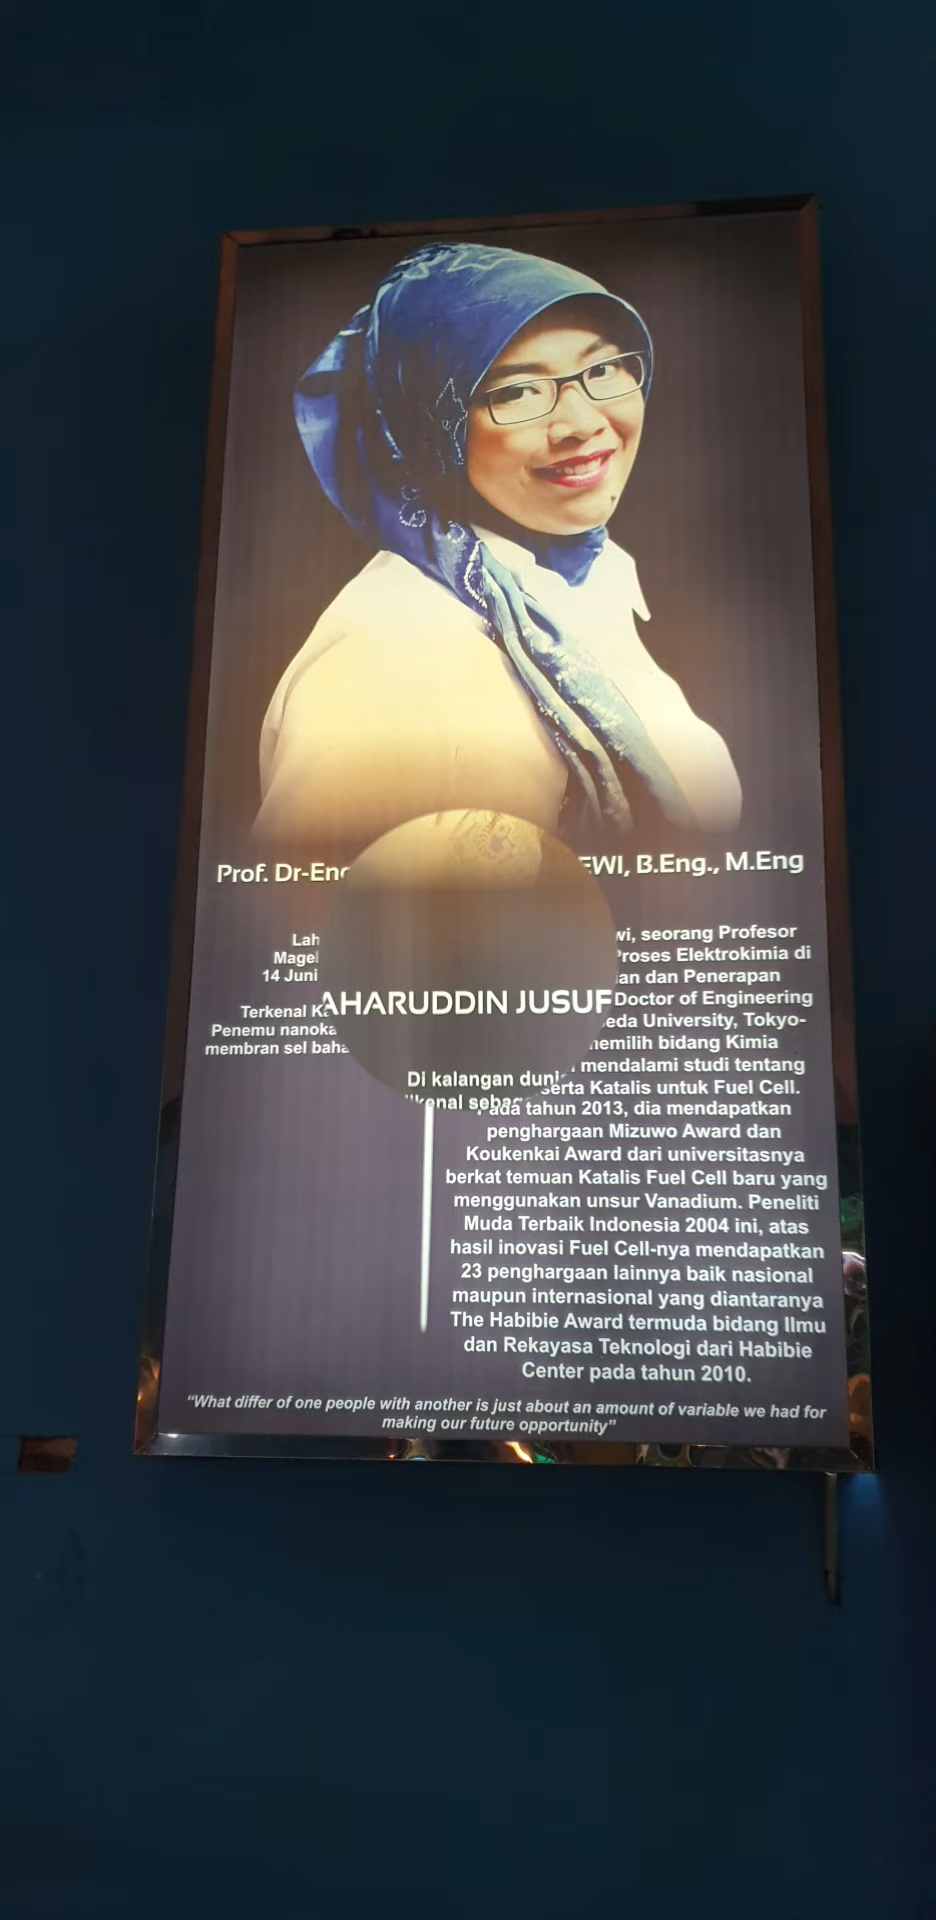 Prof. Dr-Eng
EWI, B.Eng., M.Eng
Lah
Magel
14 Juni
Terkenal
Penemu nanoka
membran sel baha
AHARUDDIN JUSUF
Di kalangan
wi, seorang Profesor
Proses Elektrokimia di
an dan Penerapan
Doctor of Engineering
eda University, Tokyo-
memilih bidang Kimia
mendalami studi tentang
serta Katalis untuk Fuel Cell.
Pada tahun 2013, dia mendapatkan
penghargaan Mizuwo Award dan
Koukenkai Award dari universitasnya
berkat temuan Katalis Fuel Cell baru yang
menggunakan unsur Vanadium. Peneliti
Muda Terbaik Indonesia 2004 ini, atas
hasil inovasi Fuel Cell-nya mendapatkan
23 penghargaan lainnya baik nasional
maupun internasional yang diantaranya
The Habibie Award termuda bidang Ilmu
dan Rekayasa Teknologi dari Habibie
Center pada tahun 2010.
“What differ of one people with another is just about an amount of variable we had for
making our future opportunity”